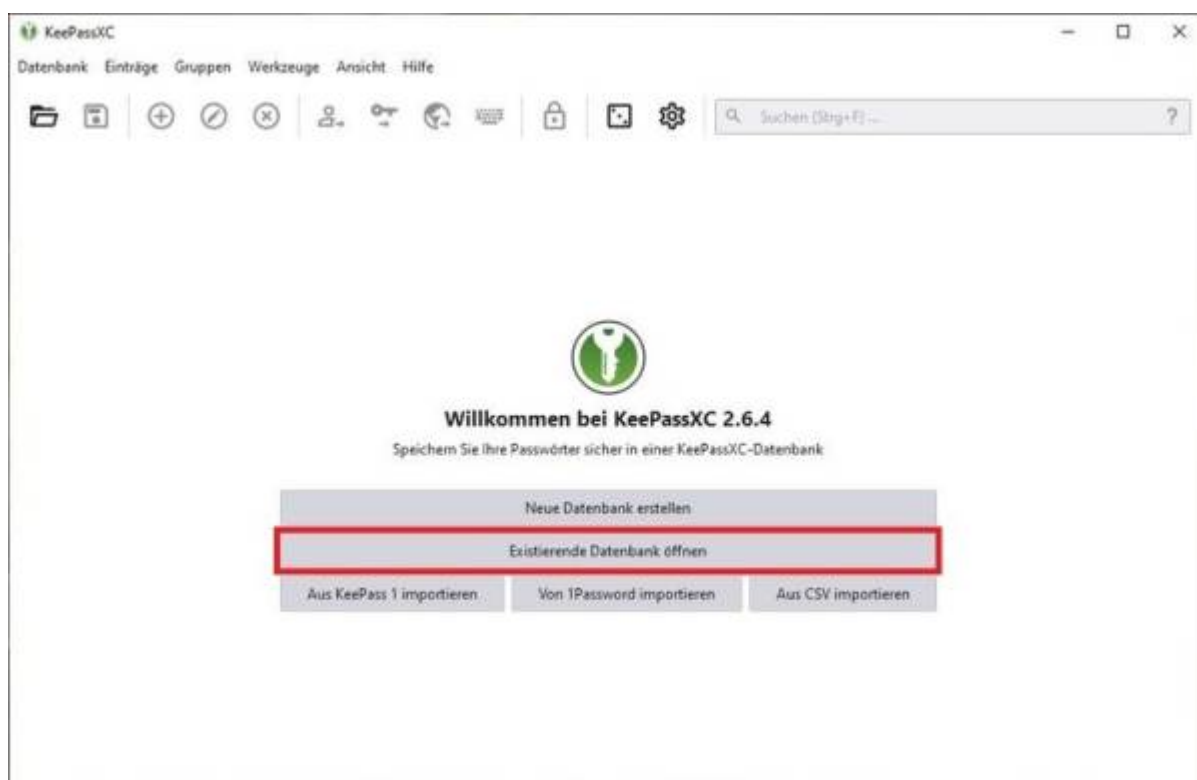 KeePassXC
Datenbank Einträge Gruppen Werkzeuge Ansicht Hilfe
Suchen (Strg+F) ... ?
Willkommen bei KeePassXC 2.6.4
Speichern Sie Ihre Passwörter sicher in einer KeePassXC-Datenbank
Neue Datenbank erstellen
Existierende Datenbank öffnen
Aus KeePass 1 importieren Von 1Password importieren Aus CSV importieren